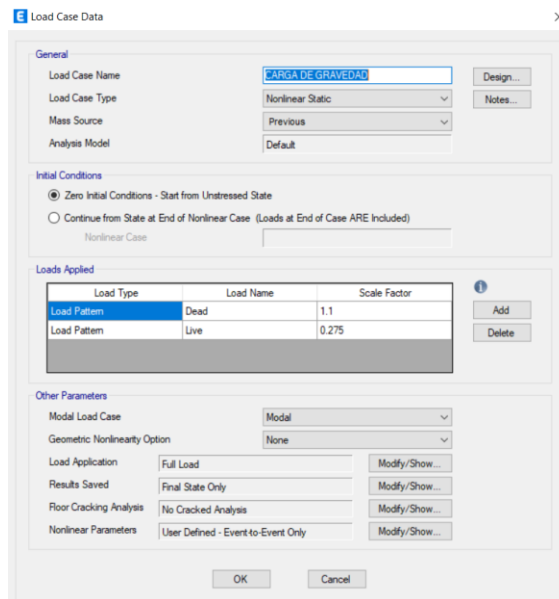 E Load Case Data
General
Load Case Name CARGA DE GRAVEDAD Design...
Load Case Type Nonlinear Static Notes...
Mass Source Previous
Analysis Model Default
Initial Conditions
Zero Initial Conditions - Start from Unstressed State
Continue from State at End of Nonlinear Case (Loads at End of Case ARE Included)
Nonlinear Case
Loads Applied
Load Type Load Name Scale Factor
Load Pattern Dead 1.1 Add
Load Pattern Live 0.275 Delete
Other Parameters
Modal Load Case Modal
Geometric Nonlinearity Option None
Load Application Full Load Modify/Show...
Results Saved Final State Only Modify/Show...
Floor Cracking Analysis No Cracked Analysis Modify/Show...
Nonlinear Parameters User Defined - Event-to-Event Only Modify/Show...
OK Cancel